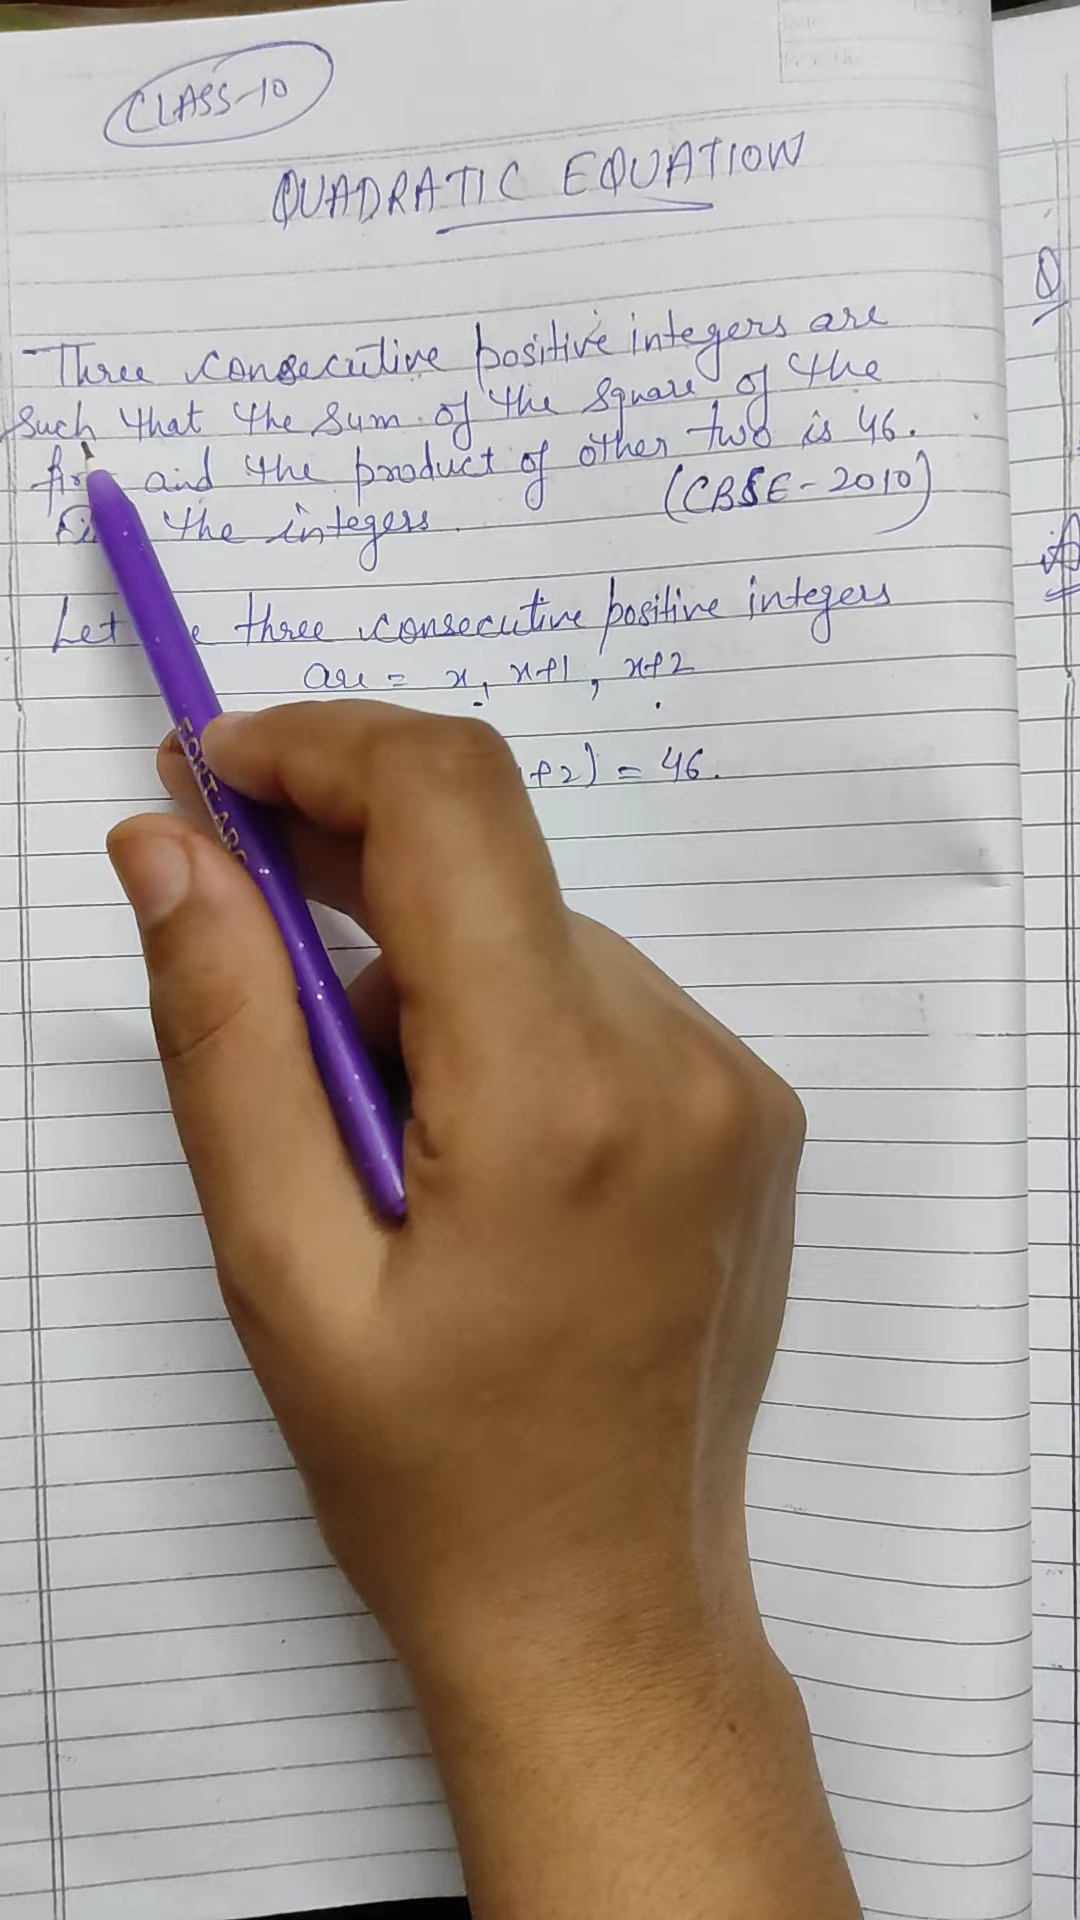 CLASS-10
QUADRATIC EQUATION
Three consecutive positive integers are
such that the sum of the square of the
and the product of other two is 46.
the integers. (CBSE-2010)
Let three consecutive positive integers
are = x, x+1, x+2
+2) = 46.
Q